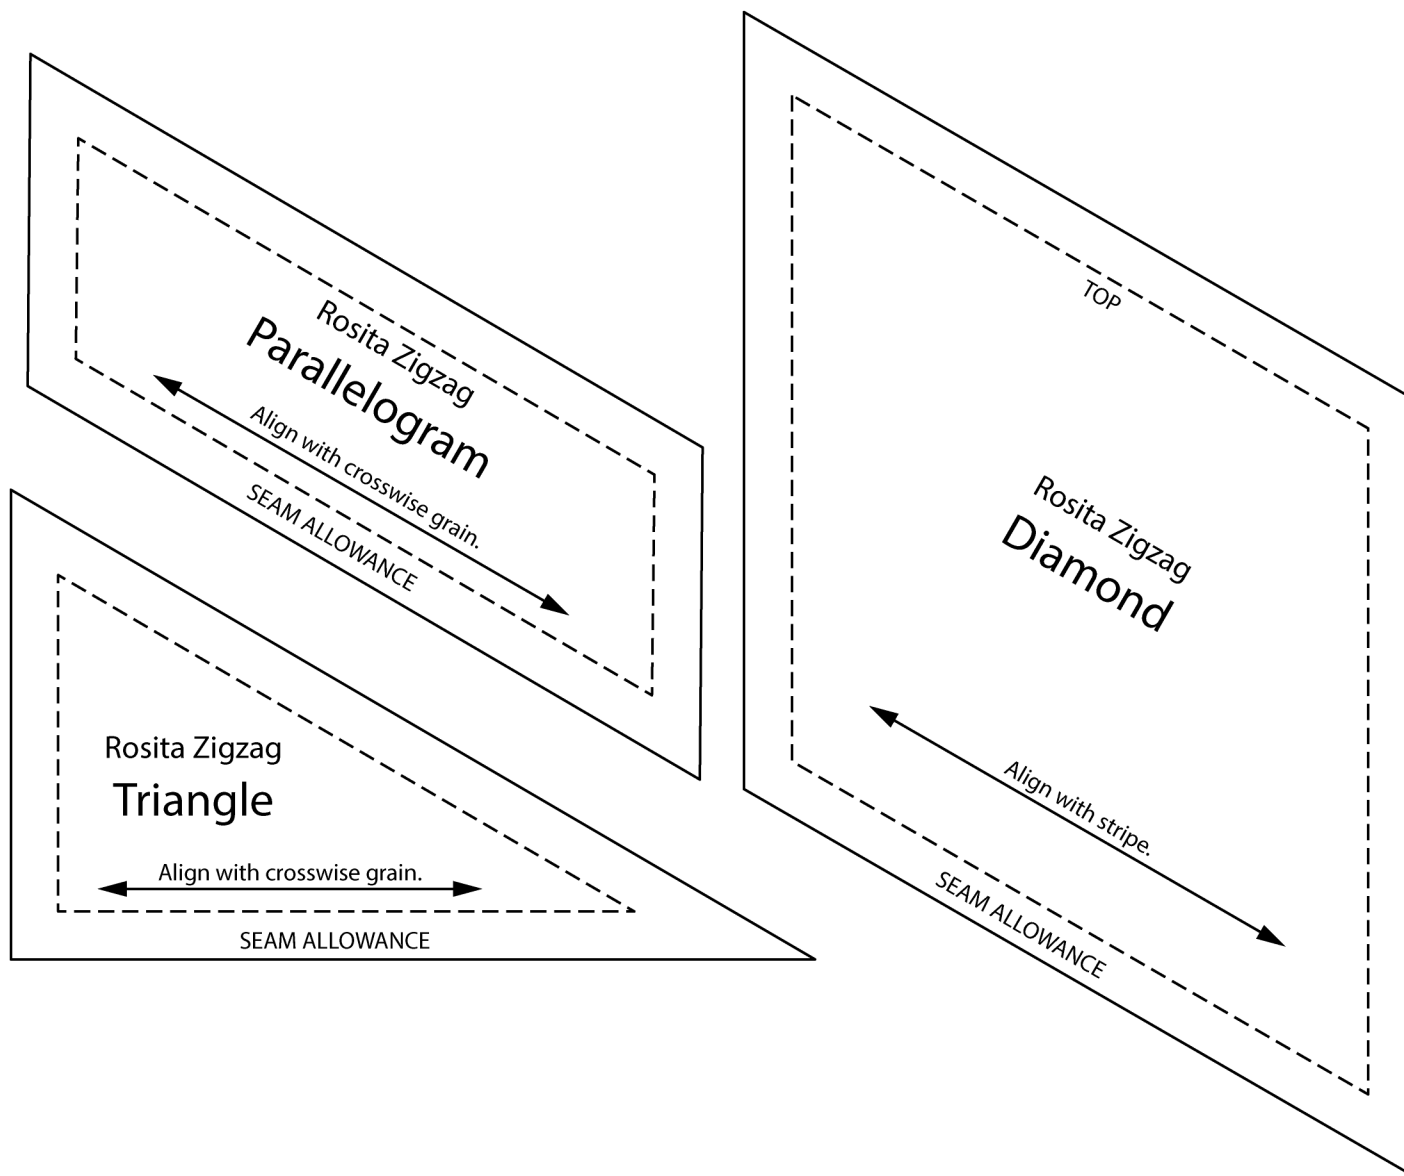 Rosita Zigzag
Parallelogram
Align with crosswise grain.
SEAM ALLOWANCE
Rosita Zigzag
Triangle
Align with crosswise grain.
SEAM ALLOWANCE
TOP
Rosita Zigzag
Diamond
Align with stripe.
SEAM ALLOWANCE